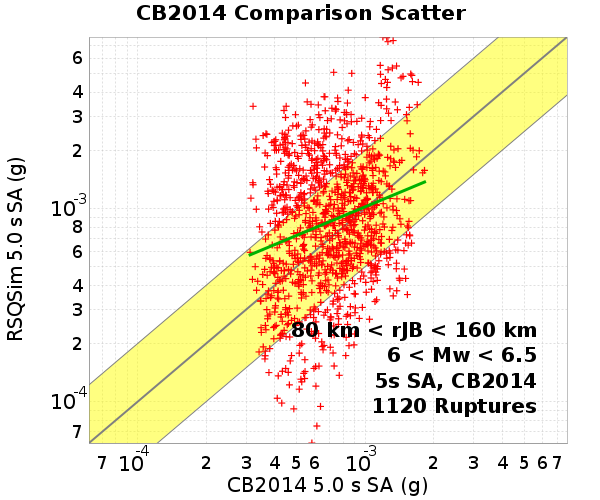 CB2014 Comparison Scatter
RSQSim 5.0 s SA (g)
6
4
3
2
10-3
8
6
4
3
2
10-4
7
80 km < rJB < 160 km
6 < Mw < 6.5
5s SA, CB2014
1120 Ruptures
7 10-4 2 3 4 5 6 10-3 2 3 4 5 6 7
CB2014 5.0 s SA (g)